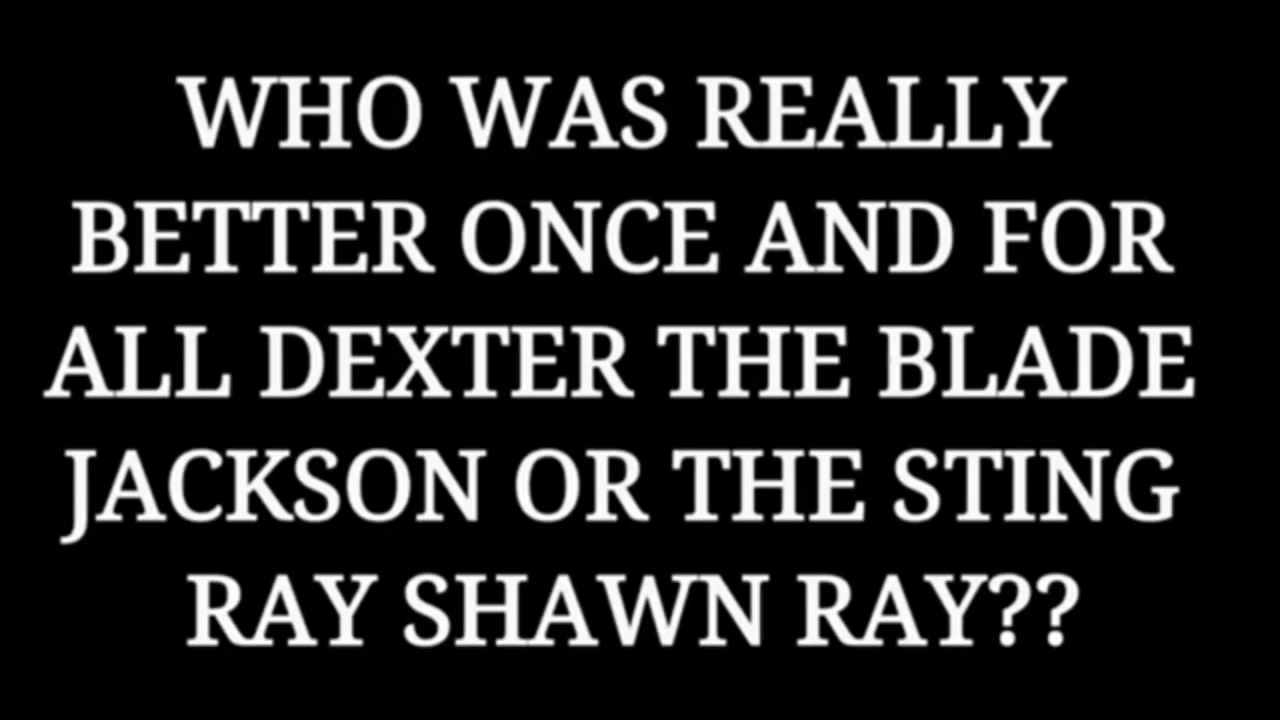 WHO WAS REALLY
BETTER ONCE AND FOR
ALL DEXTER THE BLADE
JACKSON OR THE STING
RAY SHAWN RAY??